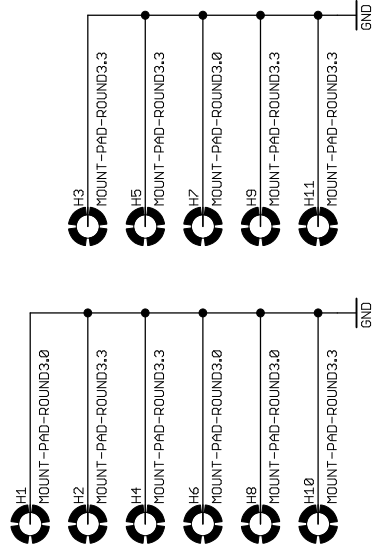 GND
H3
MOUNT-PAD-ROUND3.3
H5
MOUNT-PAD-ROUND3.3
H7
MOUNT-PAD-ROUND3.0
H9
MOUNT-PAD-ROUND3.3
H11
MOUNT-PAD-ROUND3.3
GND
H1
MOUNT-PAD-ROUND3.0
H2
MOUNT-PAD-ROUND3.3
H4
MOUNT-PAD-ROUND3.3
H6
MOUNT-PAD-ROUND3.0
H8
MOUNT-PAD-ROUND3.0
H10
MOUNT-PAD-ROUND3.3